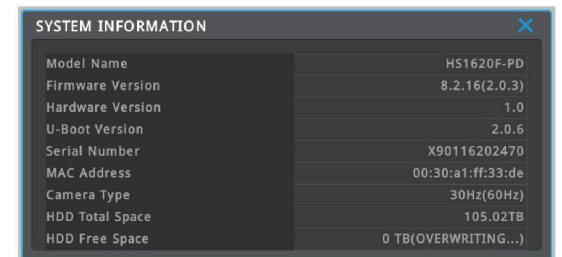 SYSTEM INFORMATION
Model Name HS1620F-PD
Firmware Version 8.2.16(2.0.3)
Hardware Version 1.0
U-Boot Version 2.0.6
Serial Number X90116202470
MAC Address 00:30:a1:ff:33:de
Camera Type 30Hz(60Hz)
HDD Total Space 105.02TB
HDD Free Space 0 TB(OVERWRITING...)